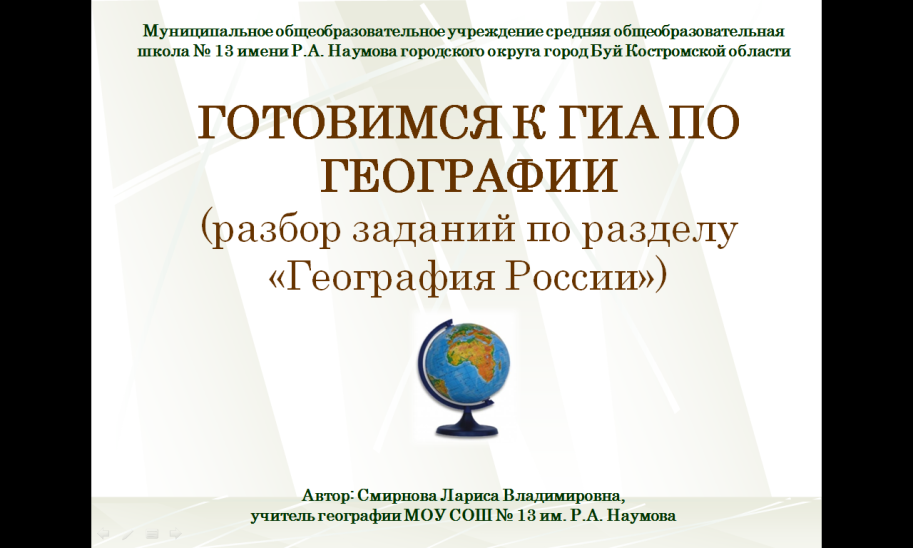 Муниципальное общеобразовательное учреждение средняя общеобразовательная
школа № 13 имени Р.А. Наумова городского округа город Буй Костромской области
ГОТОВИМСЯ К ГИА ПО
ГЕОГРАФИИ
(разбор заданий по разделу
«География России»)
Автор: Смирнова Лариса Владимировна,
учитель географии МОУ СОШ № 13 им. Р.А. Наумова